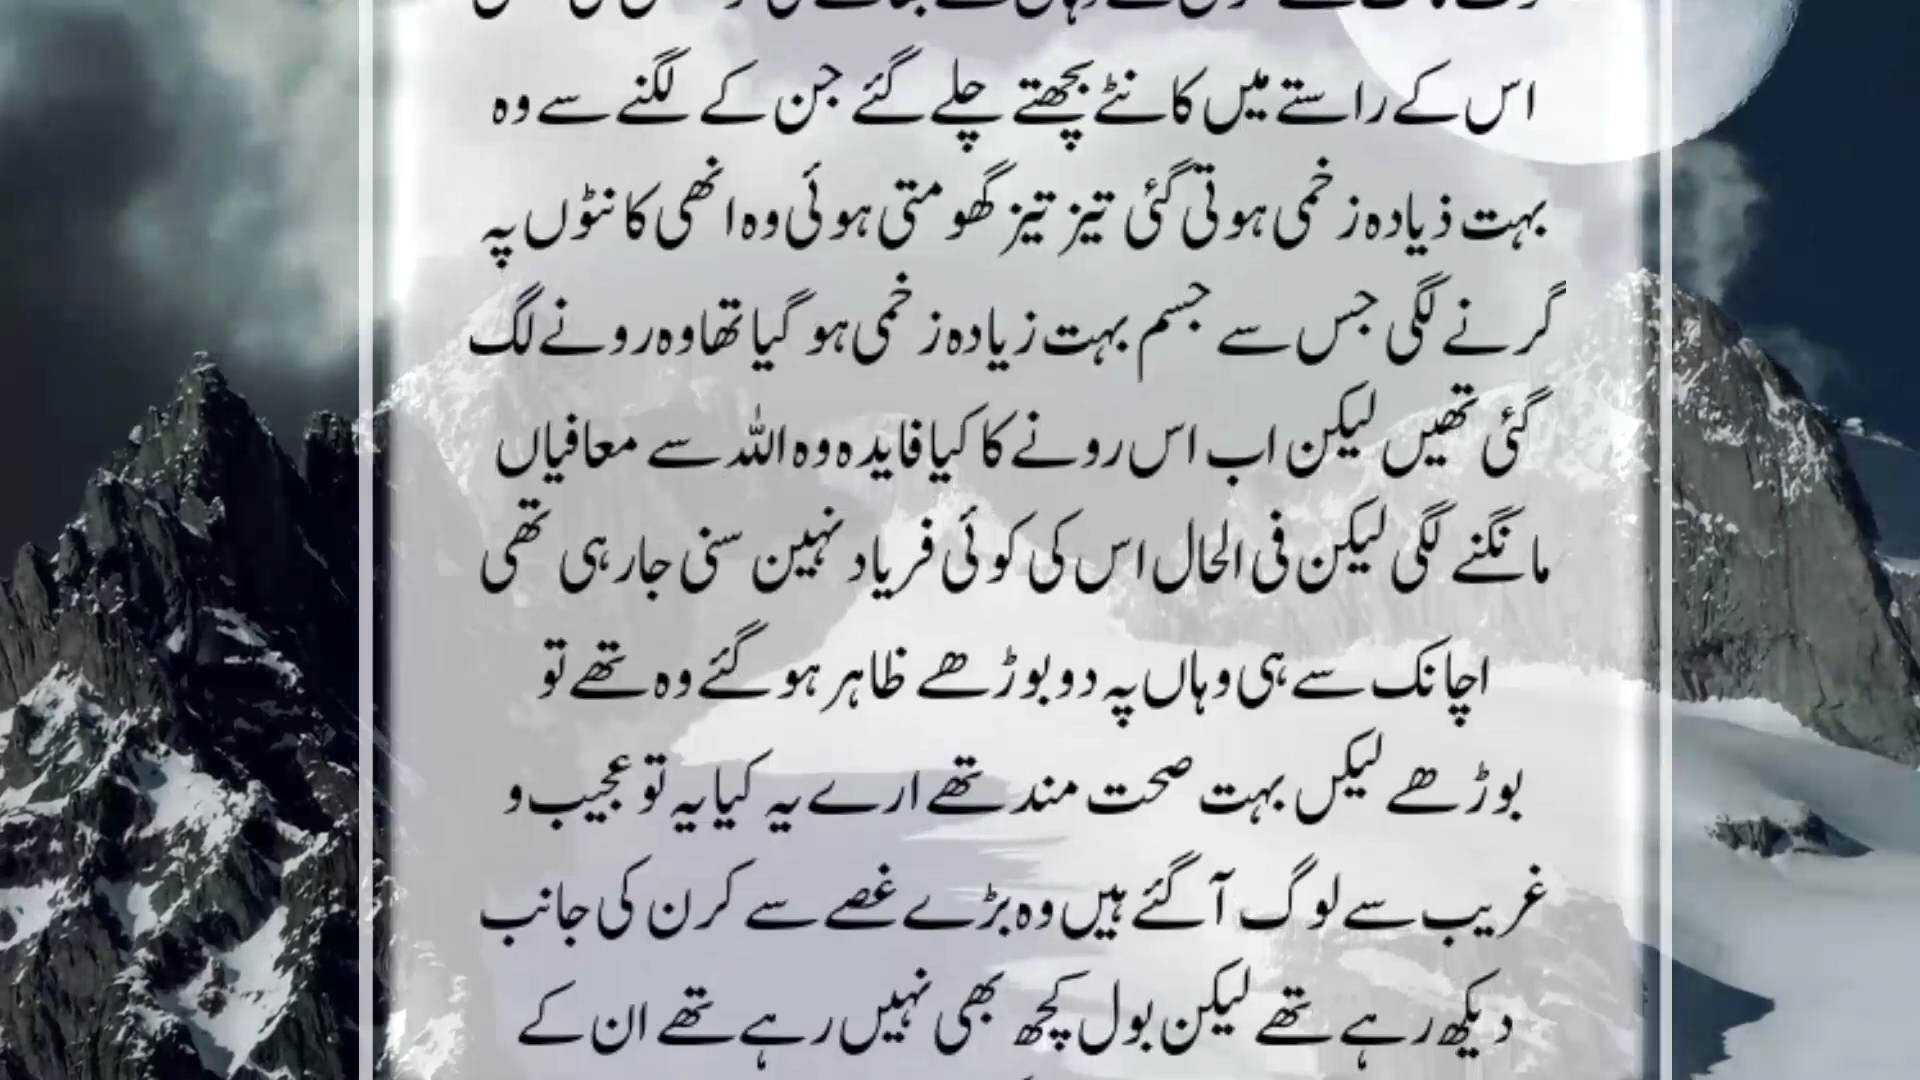 اس کے راستے میں کانٹے بچھتے چلے گئے جن کے لگنے سے وہ
بہت ذیادہ زخمی ہوتی گئی تیز تیز گھومتی ہوئی وہ انھی کانٹوں پہ
گرنے لگی جس سے جسم بہت زیادہ زخمی ہو گیا تھا وہ رونے لگ
گئی تھیں لیکن اب اس رونے کا کیا فایدہ وہ اللہ سے معافیاں
مانگنے لگی لیکن فی الحال اس کی کوئی فریاد نہین سنی جا رہی تھی
اچانک سے ہی وہاں پہ دو بوڑھے ظاہر ہو گئے وہ تھے تو
بوڑھے لیکں بہت صحت مند تھے ارے یہ کیا یہ تو عجیب و
غریب سے لوگ آ گئے ہیں وہ بڑے غصے سے کرن کی جانب
دیکھ رہے تھے لیکن بول کچھ بھی نہیں رہے تھے ان کے